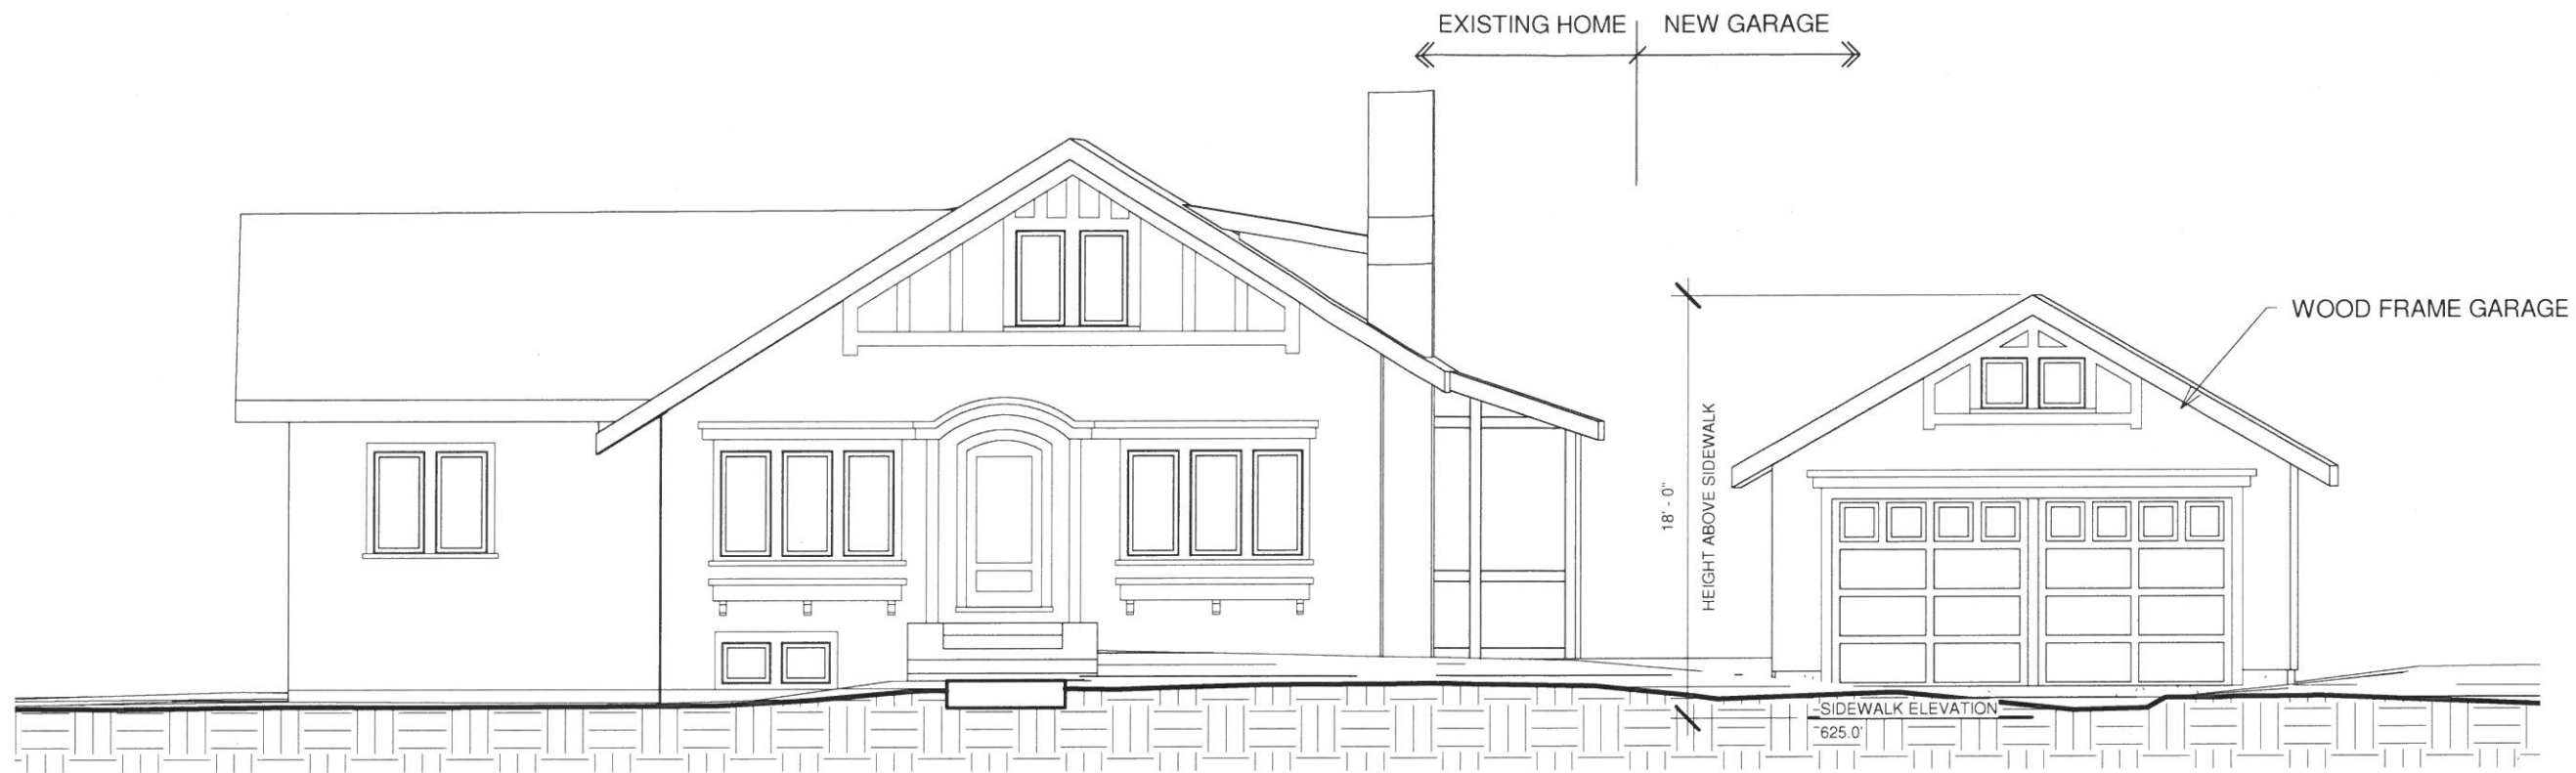 EXISTING HOME
NEW GARAGE
WOOD FRAME GARAGE
18' - 0"
HEIGHT ABOVE SIDEWALK
SIDEWALK ELEVATION
625.0'